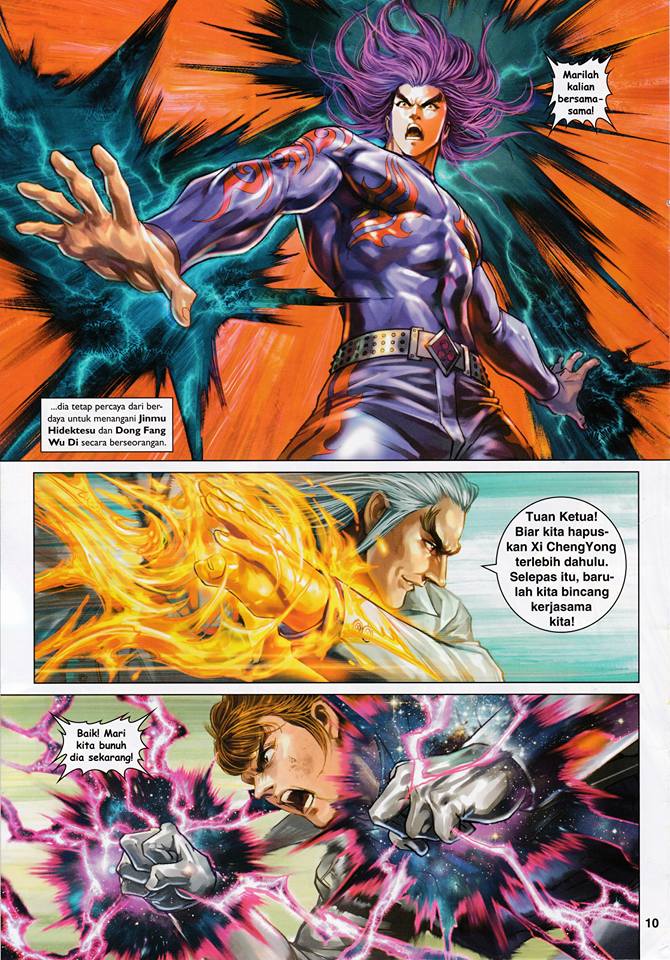 Marilah
kalian
bersama-
sama!
...dia tetap percaya dari ber-
daya untuk menangani Jinmu
Hidektesu dan Dong Fang
Wu Di secara berseorangan.
Tuan Ketua!
Biar kita hapus-
kan Xi ChengYong
terlebih dahulu.
Selepas itu, baru-
lah kita bincang
kerjasama
kita!
Baik! Mari
kita bunuh
dia sekarang!
10